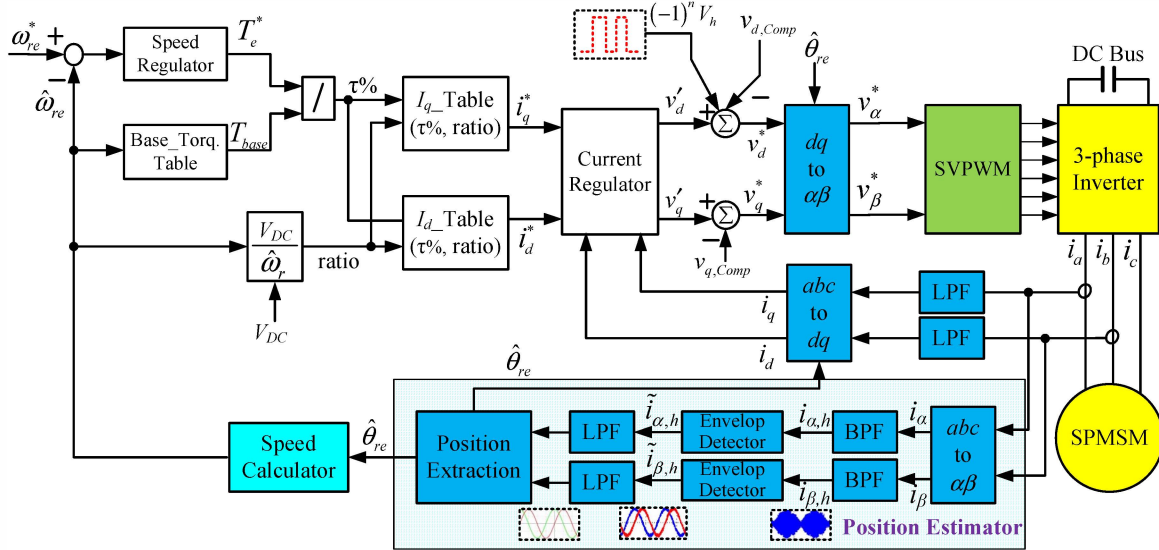 ω*re
+
−
ω̂re
Speed
Regulator
T*e
Base_Torq.
Table
Tbase
/
τ%
Iq_Table
(τ%, ratio)
i*q
Id_Table
(τ%, ratio)
i*d
VDC
ω̂r
ratio
VDC
Current
Regulator
(-1)^n Vh
vd,Comp
v′d
+
−
Σ
v*d
v′q
+
−
Σ
v*q
vq,Comp
θ̂re
dq
to
αβ
v*α
v*β
SVPWM
DC Bus
3-phase
Inverter
ia
ib
ic
LPF
LPF
abc
to
dq
iq
id
θ̂re
SPMSM
Speed
Calculator
θ̂re
Position
Extraction
LPF
LPF
ĩα,h
ĩβ,h
Envelop
Detector
Envelop
Detector
iα,h
iβ,h
BPF
BPF
iα
iβ
abc
to
αβ
Position Estimator